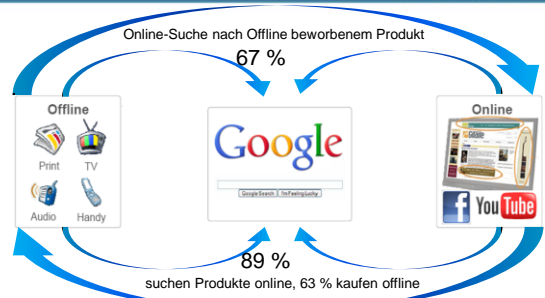 Online-Suche nach Offline beworbenem Produkt
67 %
Offline
Print TV
Audio Handy
Google
Google Search I'm Feeling Lucky
Online
f YouTube
89 %
suchen Produkte online, 63 % kaufen offline